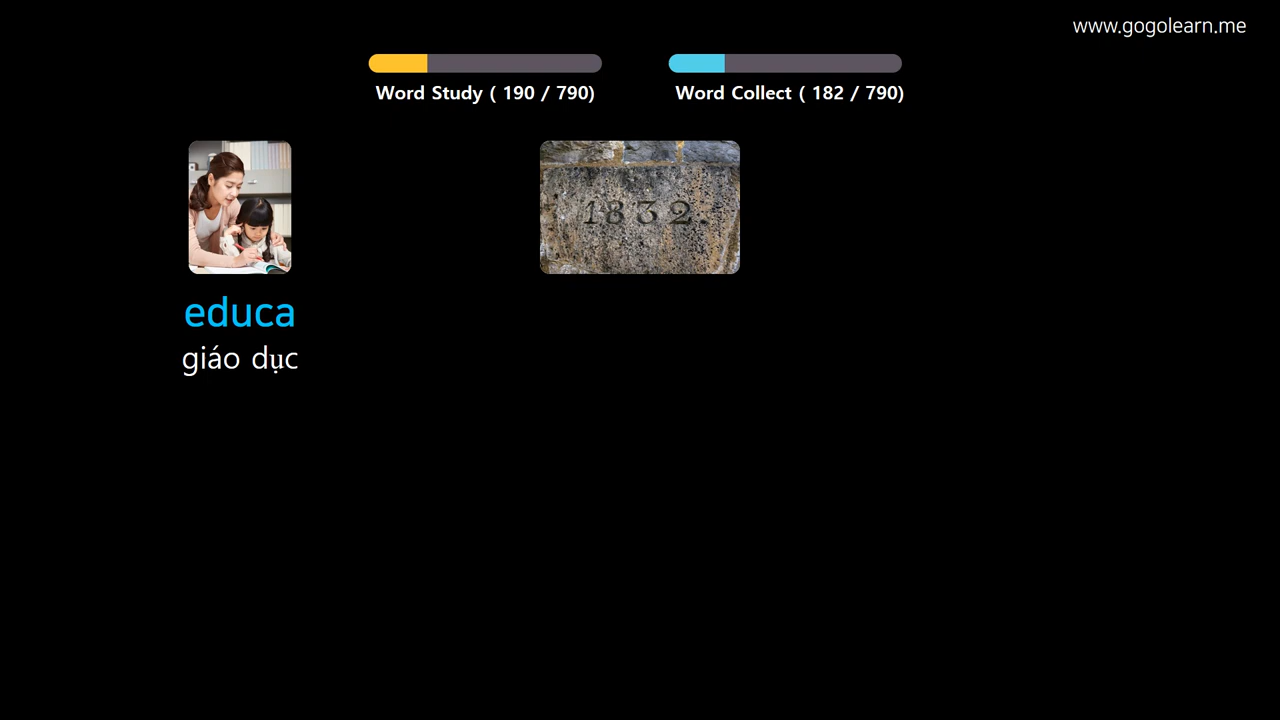 www.gogolearn.me
Word Study ( 190 / 790)
Word Collect ( 182 / 790)
1832.
educa
giáo dục